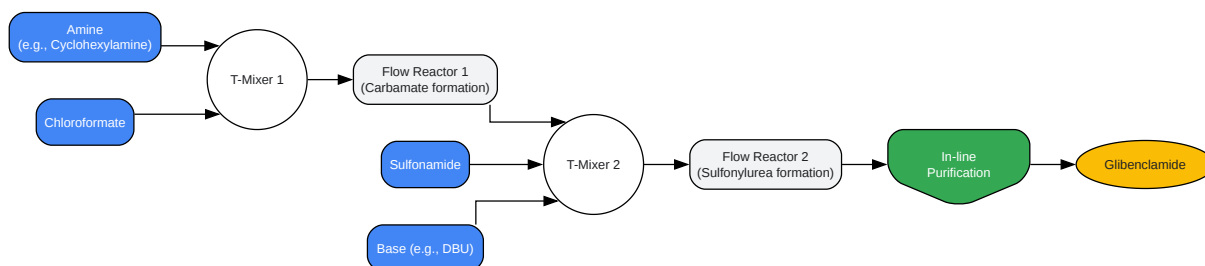 Amine
(e.g., Cyclohexylamine)
Chloroformate
T-Mixer 1
Flow Reactor 1
(Carbamate formation)
Sulfonamide
Base (e.g., DBU)
T-Mixer 2
Flow Reactor 2
(Sulfonylurea formation)
In-line
Purification
Glibenclamide